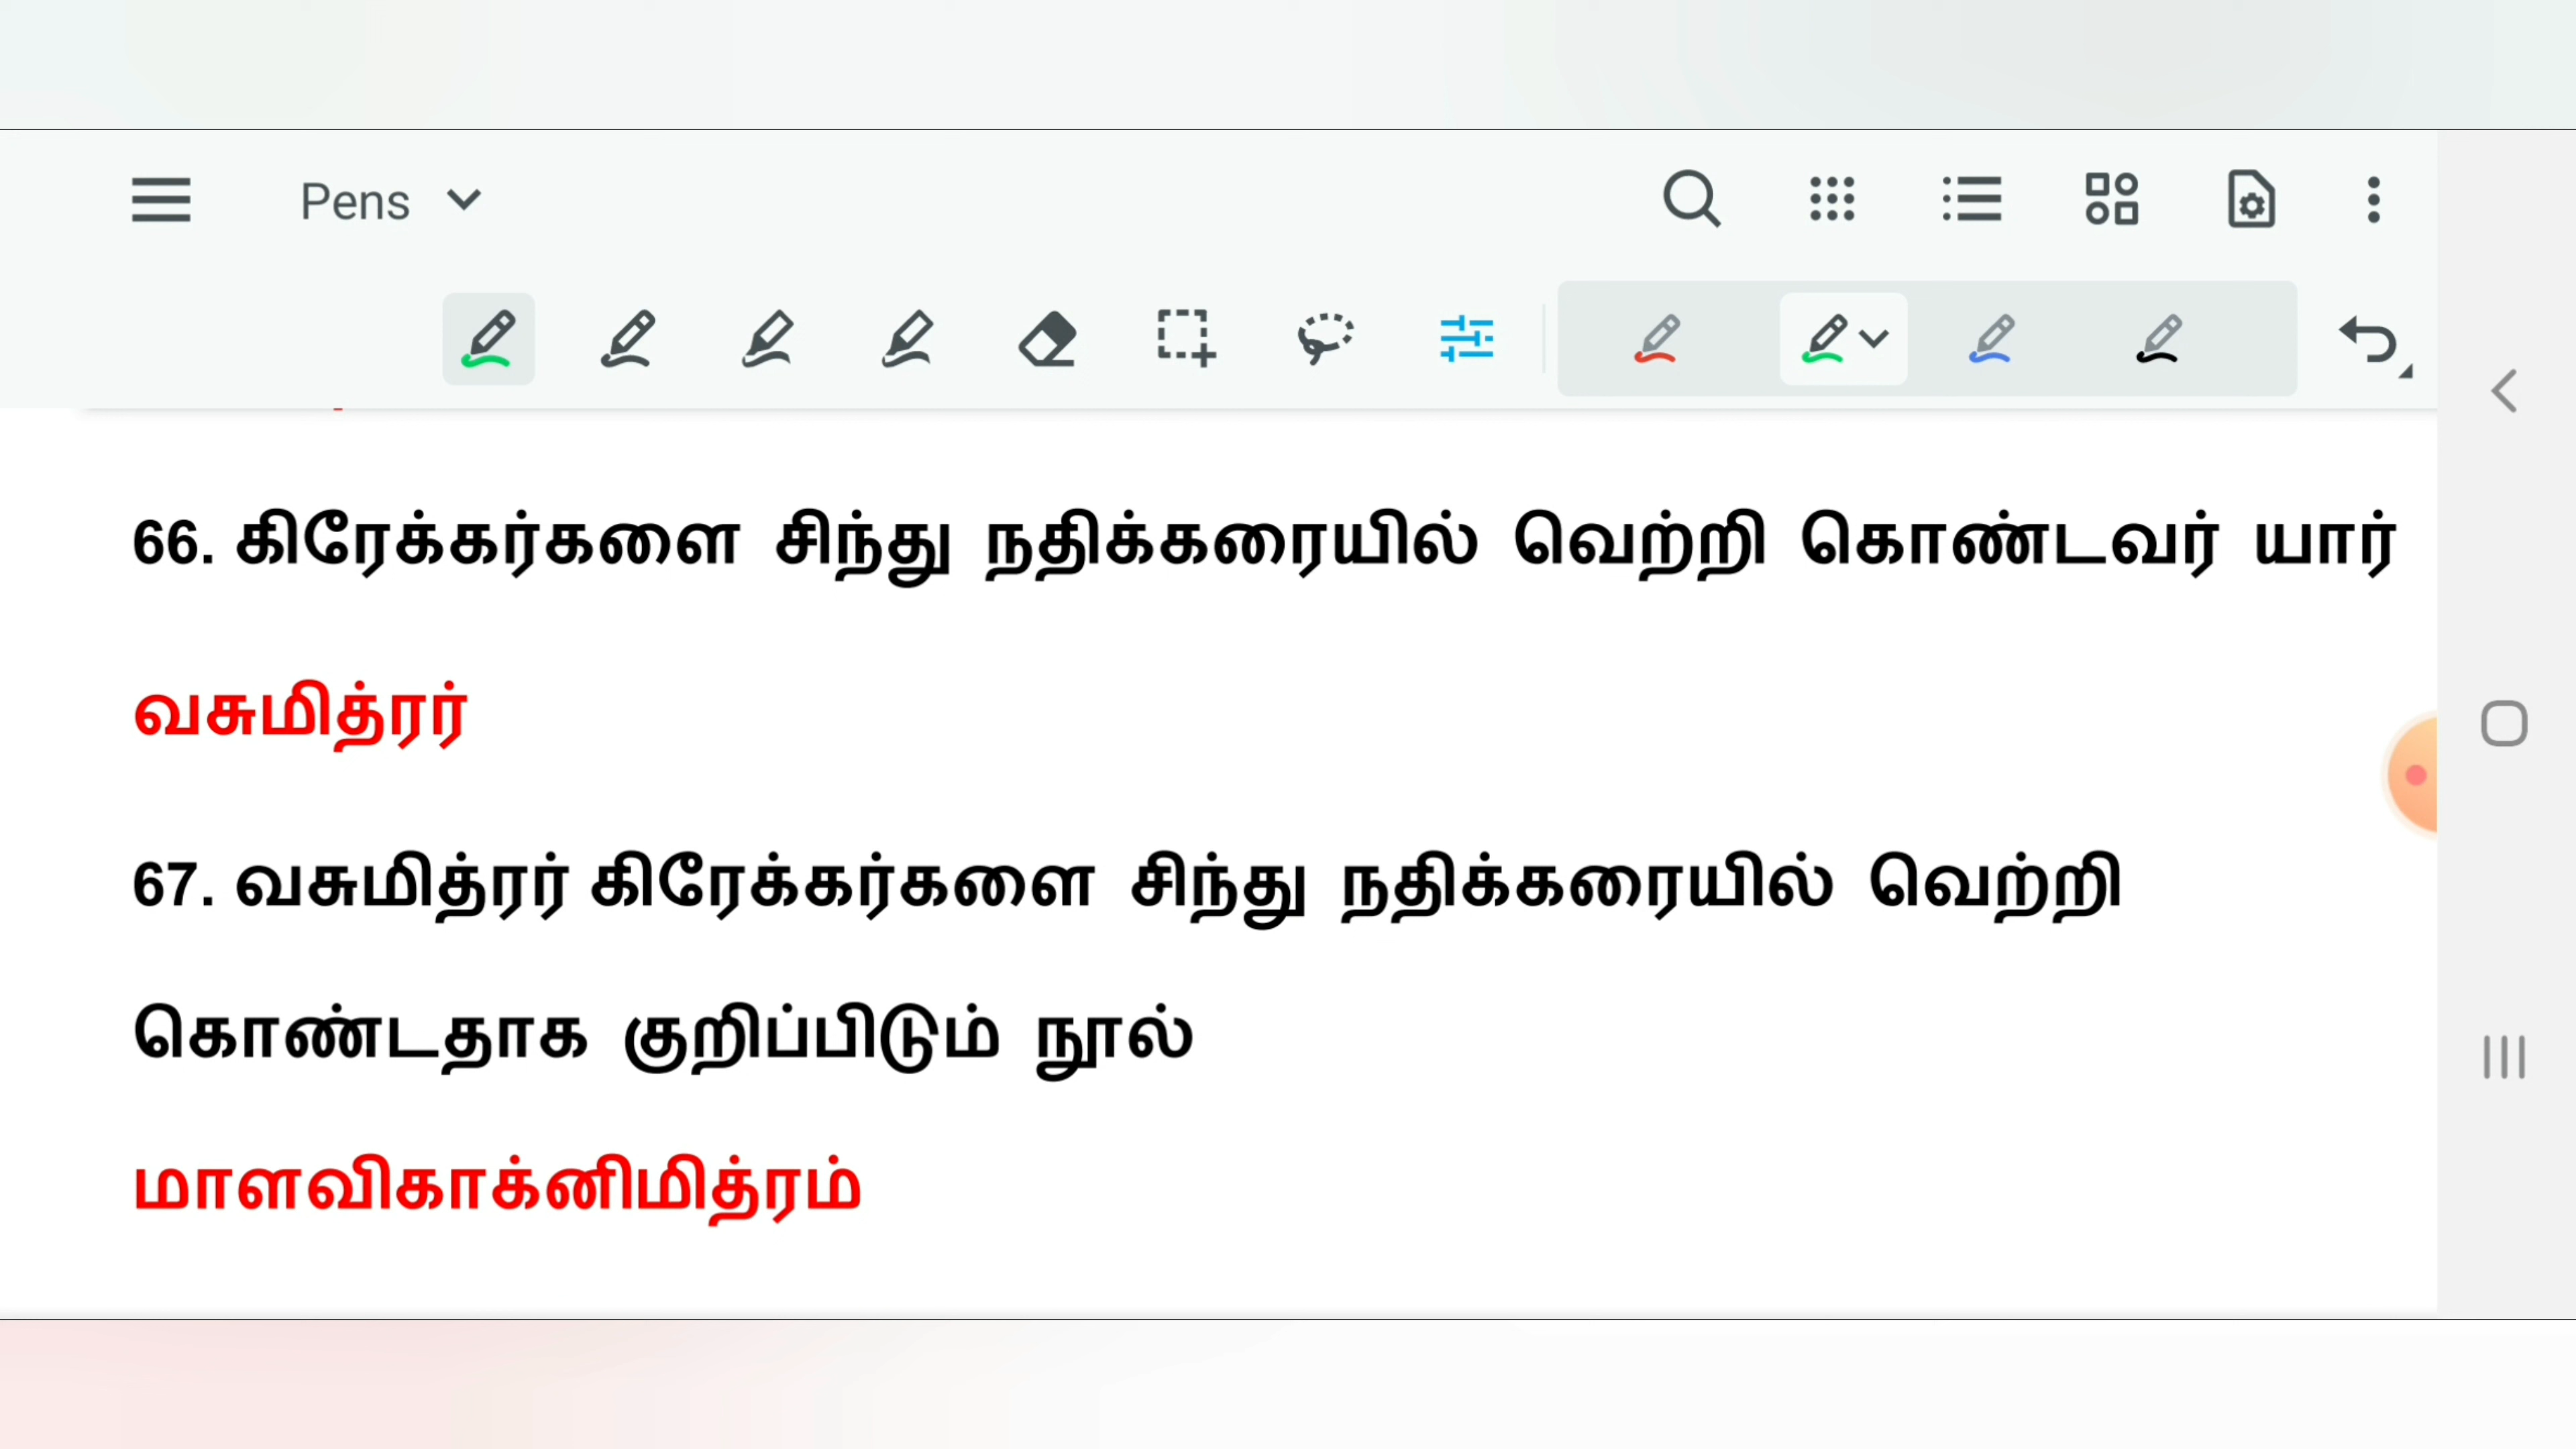 Pens
66. கிரேக்கர்களை சிந்து நதிக்கரையில் வெற்றி கொண்டவர் யார்
வசுமித்ரர்
67. வசுமித்ரர் கிரேக்கர்களை சிந்து நதிக்கரையில் வெற்றி
கொண்டதாக குறிப்பிடும் நூல்
மாளவிகாக்னிமித்ரம்